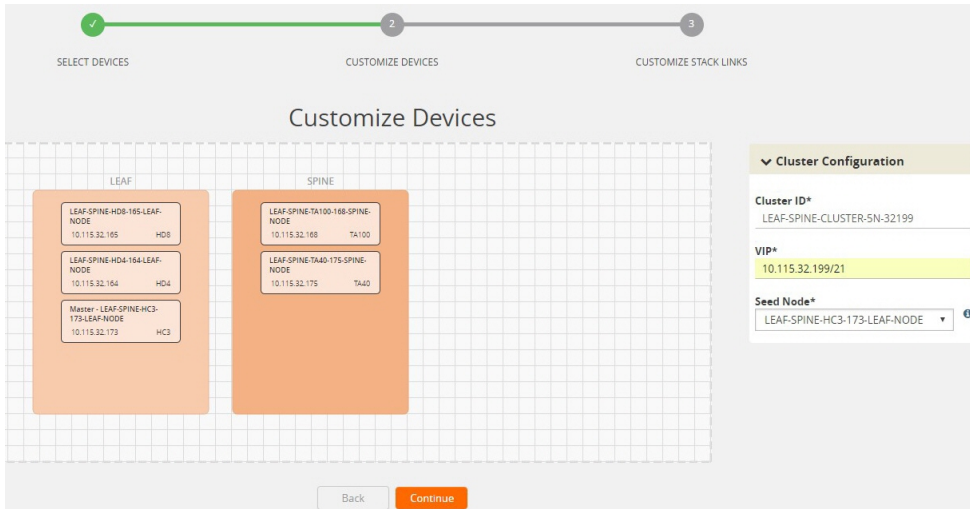 ✓
2
3
SELECT DEVICES
CUSTOMIZE DEVICES
CUSTOMIZE STACK LINKS
Customize Devices
LEAF
LEAF-SPINE-HD8-165-LEAF-
NODE
10.115.32.165 HD8
LEAF-SPINE-HD4-164-LEAF-
NODE
10.115.32.164 HD4
Master - LEAF-SPINE-HC3-
173-LEAF-NODE
10.115.32.173 HC3
SPINE
LEAF-SPINE-TA100-168-SPINE-
NODE
10.115.32.168 TA100
LEAF-SPINE-TA40-175-SPINE-
NODE
10.115.32.175 TA40
Cluster Configuration
Cluster ID*
LEAF-SPINE-CLUSTER-5N-32199
VIP*
10.115.32.199/21
Seed Node*
LEAF-SPINE-HC3-173-LEAF-NODE
Back
Continue